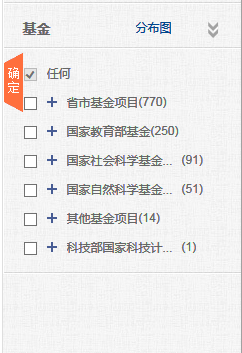 基金 分布图
确定
任何
省市基金项目(770)
国家教育部基金(250)
国家社会科学基金... (91)
国家自然科学基金... (51)
其他基金项目(14)
科技部国家科技计... (1)